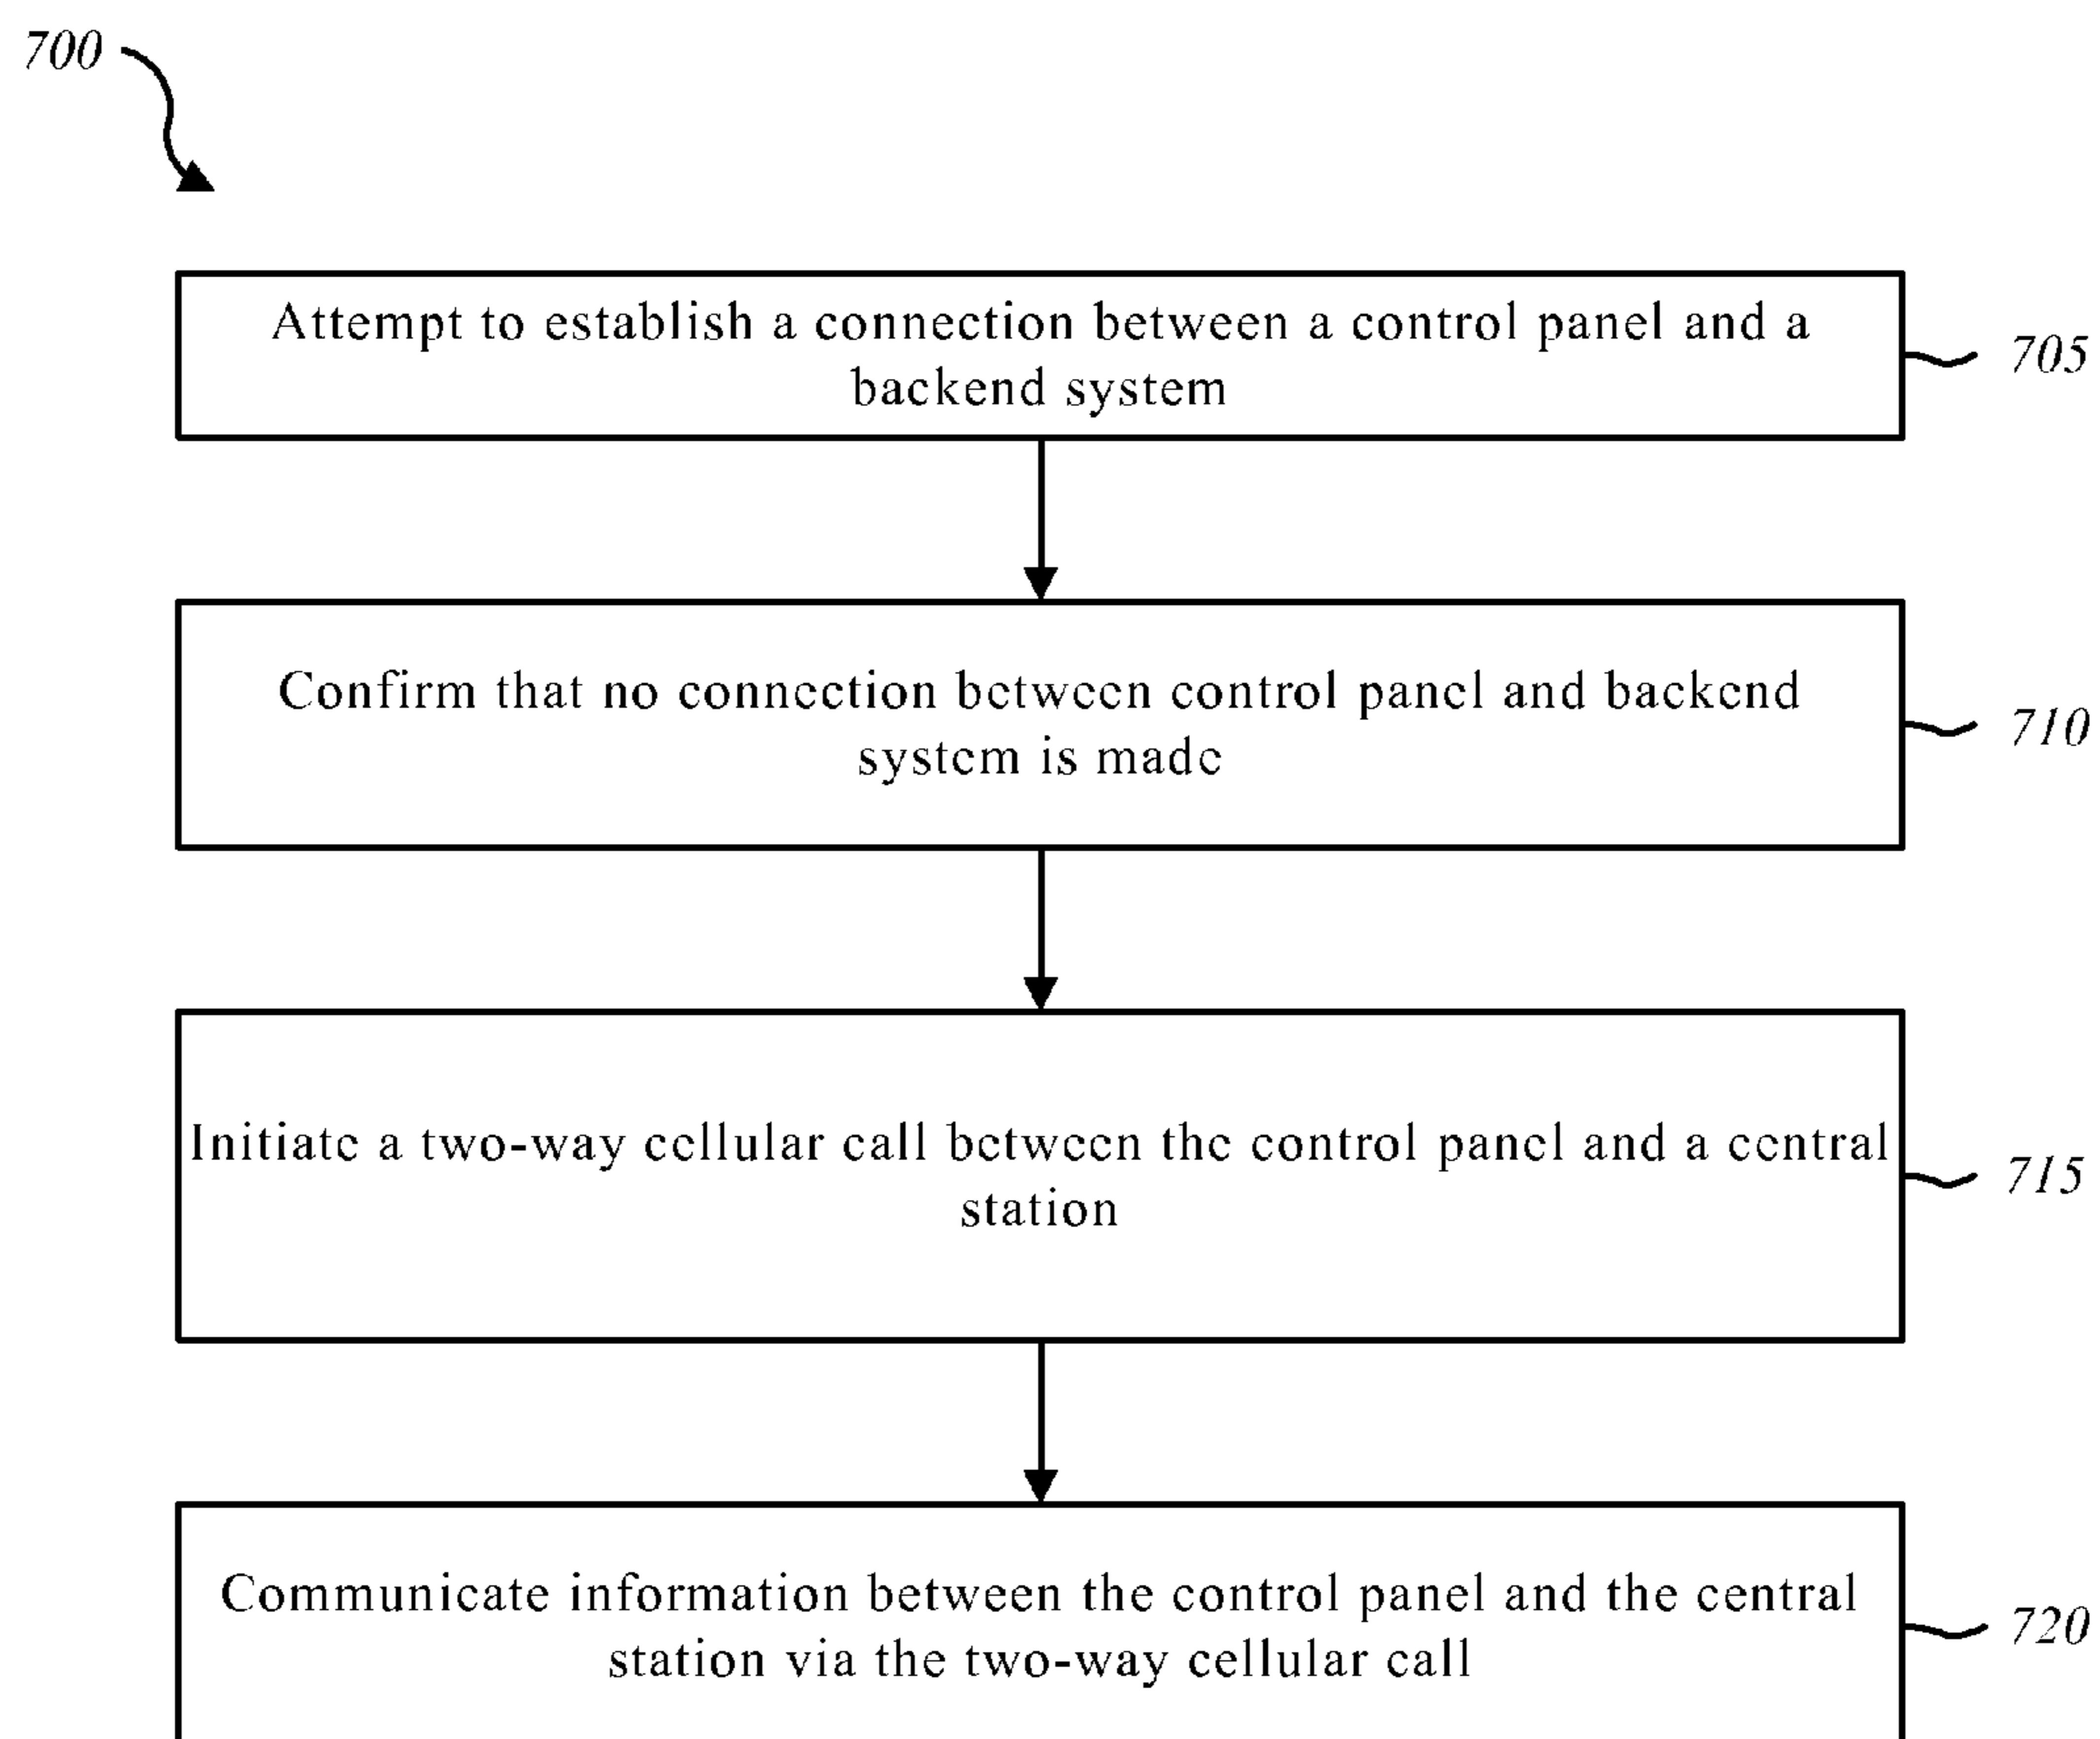 700
Attempt to establish a connection between a control panel and a
backend system
705
Confirm that no connection between control panel and backend
system is made
710
Initiate a two-way cellular call between the control panel and a central
station
715
Communicate information between the control panel and the central
station via the two-way cellular call
720